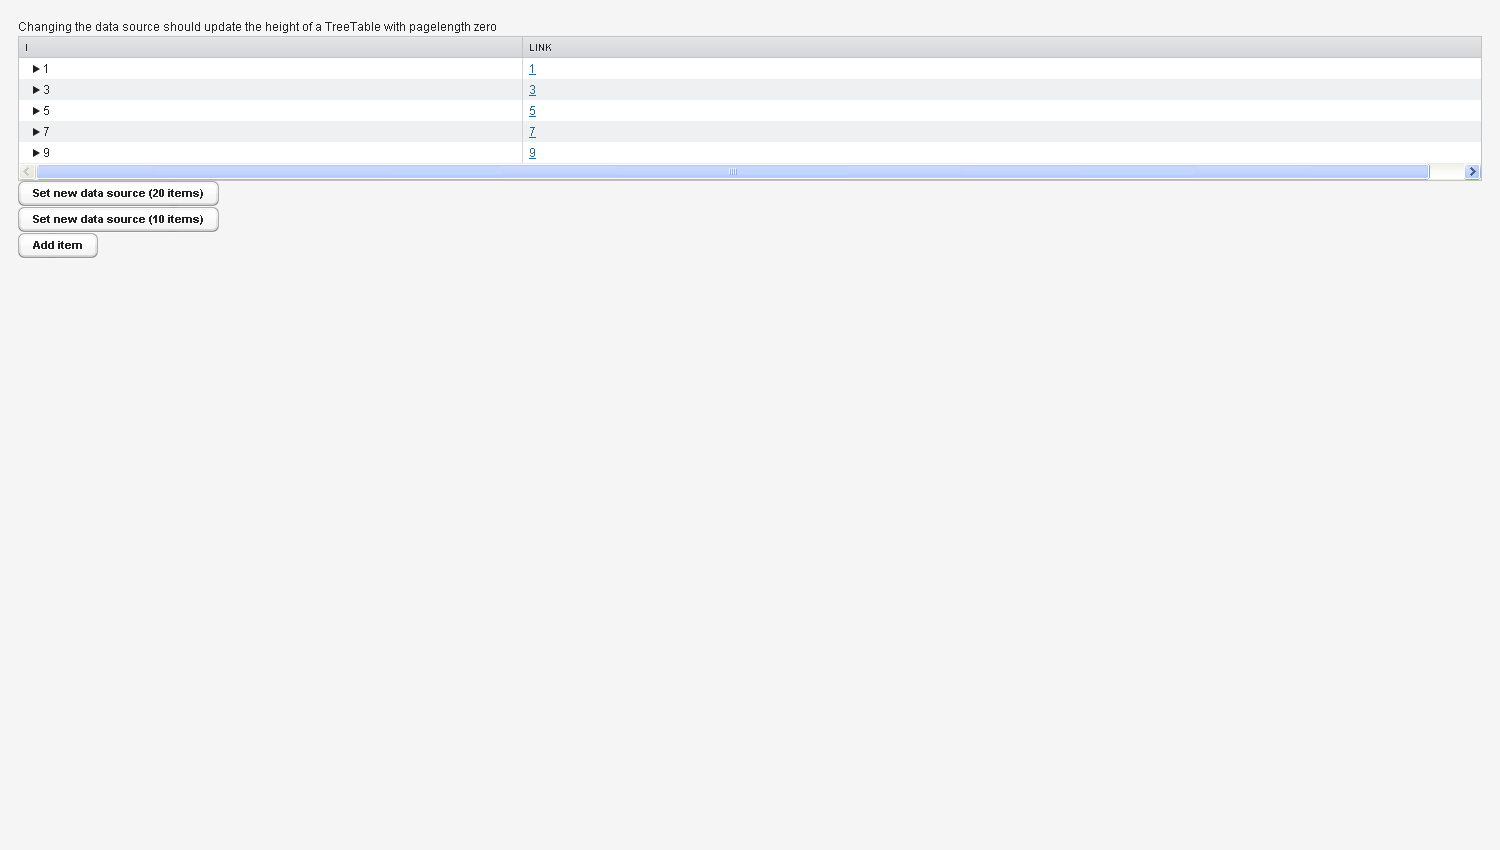 Changing the data source should update the height of a TreeTable with pagelength zero
I LINK
1 1
3 3
5 5
7 7
9 9
Set new data source (20 items)
Set new data source (10 items)
Add item